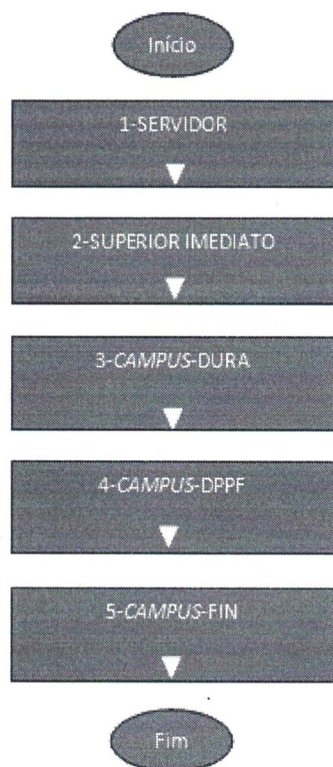 Início
1-SERVIDOR
2-SUPERIOR IMEDIATO
3-CAMPUS-DURA
4-CAMPUS-DPPF
5-CAMPUS-FIN
Fim